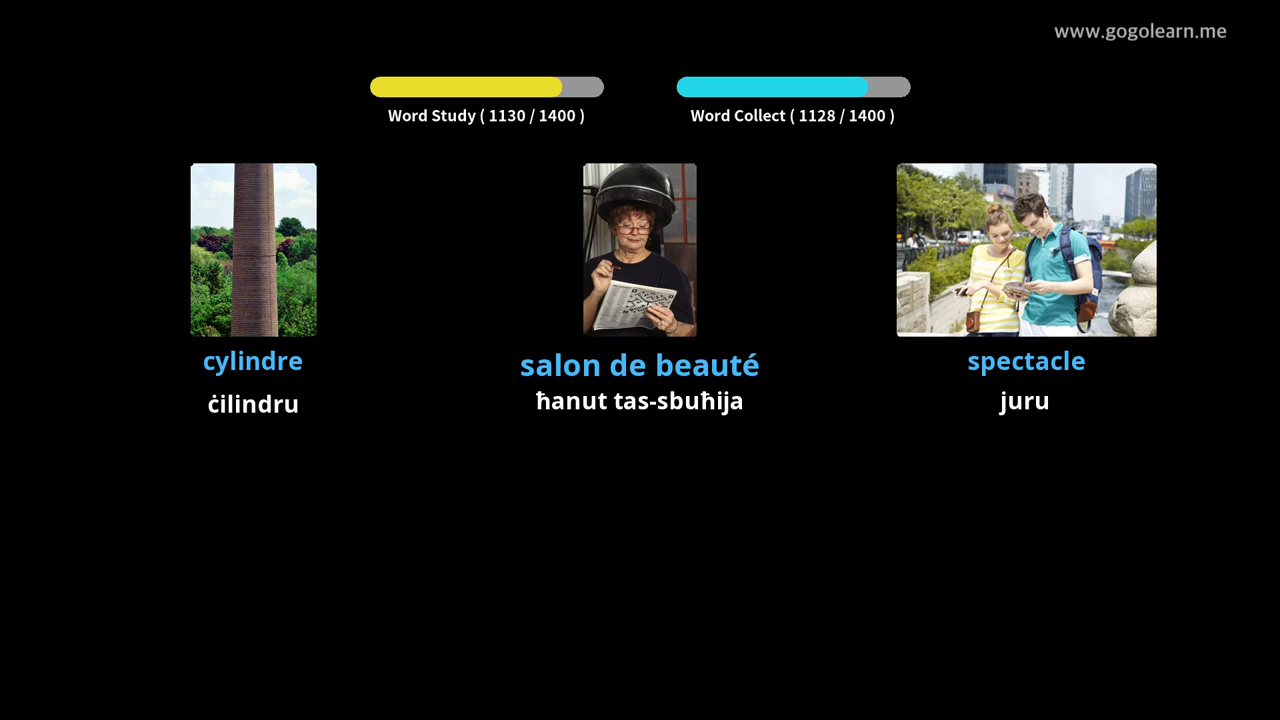 www.gogolearn.me
Word Study ( 1130 / 1400 )
Word Collect ( 1128 / 1400 )
cylindre
salon de beauté
spectacle
ċilindru
ħanut tas-sbuħija
juru